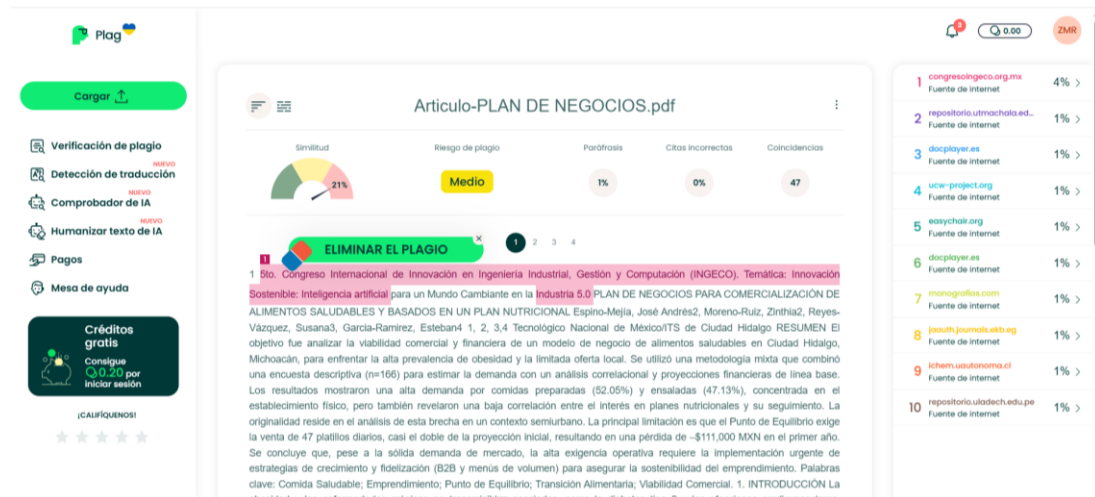 Plag
3
0.00
ZMR
Cargar
Verificación de plagio
NUEVO
Detección de traducción
NUEVO
Comprobador de IA
NUEVO
Humanizar texto de IA
Pagos
Mesa de ayuda
Créditos
gratis
Consigue
0.20 por
iniciar sesión
¡CALIFÍQUENOS!
Articulo-PLAN DE NEGOCIOS.pdf
Similitud
21%
Riesgo de plagio
Medio
Paráfrasis
1%
Citas incorrectas
0%
Coincidencias
47
ELIMINAR EL PLAGIO
1 2 3 4
1
1 5to. Congreso Internacional de Innovación en Ingeniería Industrial, Gestión y Computación (INGECO). Temática: Innovación
Sostenible: Inteligencia artificial para un Mundo Cambiante en la Industria 5.0 PLAN DE NEGOCIOS PARA COMERCIALIZACIÓN DE
ALIMENTOS SALUDABLES Y BASADOS EN UN PLAN NUTRICIONAL Espino-Mejía, José Andrés2, Moreno-Ruiz, Zinthia2, Reyes-
Vázquez, Susana3, García-Ramírez, Esteban4 1, 2, 3,4 Tecnológico Nacional de México/ITS de Ciudad Hidalgo RESUMEN El
objetivo fue analizar la viabilidad comercial y financiera de un modelo de negocio de alimentos saludables en Ciudad Hidalgo,
Michoacán, para enfrentar la alta prevalencia de obesidad y la limitada oferta local. Se utilizó una metodología mixta que combinó
una encuesta descriptiva (n=166) para estimar la demanda con un análisis correlacional y proyecciones financieras de línea base.
Los resultados mostraron una alta demanda por comidas preparadas (52.05%) y ensaladas (47.13%), concentrada en el
establecimiento físico, pero también revelaron una baja correlación entre el interés en planes nutricionales y su seguimiento. La
originalidad reside en el análisis de esta brecha en un contexto semiurbano. La principal limitación es que el Punto de Equilibrio exige
la venta de 47 platillos diarios, casi el doble de la proyección inicial, resultando en una pérdida de –$111,000 MXN en el primer año.
Se concluye que, pese a la sólida demanda de mercado, la alta exigencia operativa requiere la implementación urgente de
estrategias de crecimiento y fidelización (B2B y menús de volumen) para asegurar la sostenibilidad del emprendimiento. Palabras
clave: Comida Saludable; Emprendimiento; Punto de Equilibrio; Transición Alimentaria; Viabilidad Comercial. 1. INTRODUCCIÓN La
1 congresoingeco.org.mx 4%
Fuente de internet
2 repositorio.utmachala.ed... 1%
Fuente de internet
3 docplayer.es 1%
Fuente de internet
4 ucw-project.org 1%
Fuente de internet
5 easychair.org 1%
Fuente de internet
6 docplayer.es 1%
Fuente de internet
7 monografias.com 1%
Fuente de internet
8 jaauth.journals.ekb.eg 1%
Fuente de internet
9 ichem.uautonoma.cl 1%
Fuente de internet
10 repositorio.uladech.edu.pe 1%
Fuente de internet